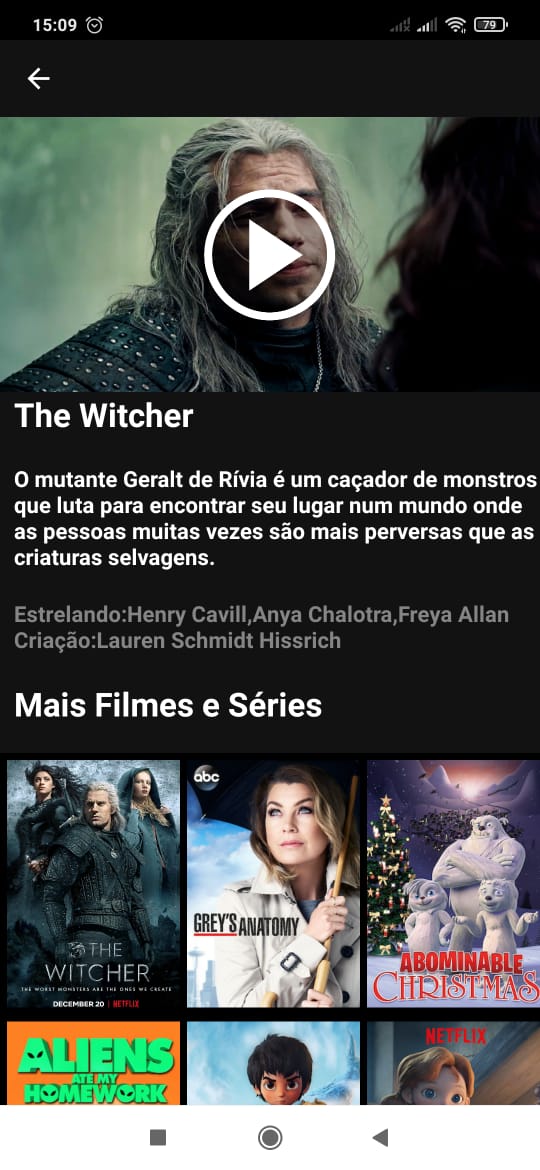 15:09
79
The Witcher
O mutante Geralt de Rívia é um caçador de monstros
que luta para encontrar seu lugar num mundo onde
as pessoas muitas vezes são mais perversas que as
criaturas selvagens.
Estrelando:Henry Cavill,Anya Chalotra,Freya Allan
Criação:Lauren Schmidt Hissrich
Mais Filmes e Séries
THE
WITCHER
THE WORST MONSTERS ARE THE ONES WE CREATE
DECEMBER 20 | NETFLIX
abc
GREY'S ANATOMY
ABOMINABLE
CHRISTMAS
ALIENS
ATE MY
HOMEWORK
NETFLIX